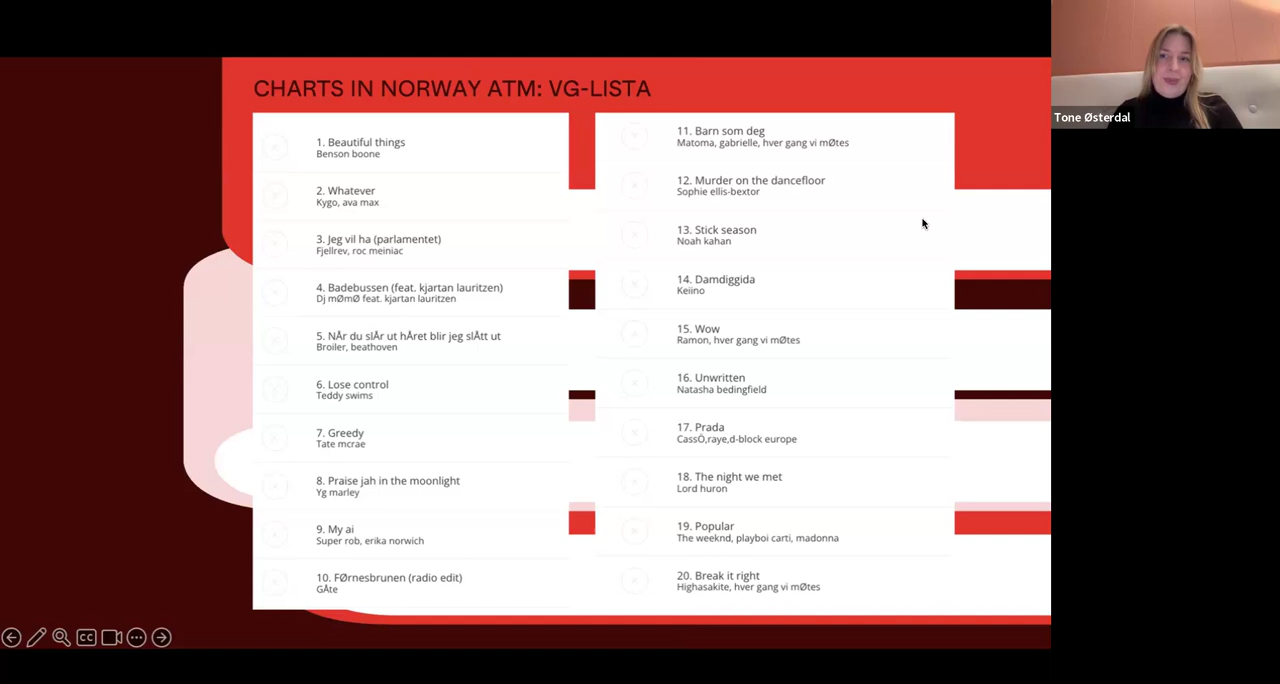 CHARTS IN NORWAY ATM: VG-LISTA
1. Beautiful things
Benson boone
2. Whatever
Kygo, ava max
3. Jeg vil ha (parlamentet)
Fjellrev, roc meiniac
4. Badebussen (feat. kjartan lauritzen)
Dj mØmØ feat. kjartan lauritzen
5. NÅr du slÅr ut hÅret blir jeg slÅtt ut
Broiler, beathoven
6. Lose control
Teddy swims
7. Greedy
Tate mcrae
8. Praise jah in the moonlight
Yg marley
9. My ai
Super rob, erika norwich
10. FØrnesbrunen (radio edit)
GÅte
11. Barn som deg
Matoma, gabrielle, hver gang vi mØtes
12. Murder on the dancefloor
Sophie ellis-bextor
13. Stick season
Noah kahan
14. Damdiggida
Keiino
15. Wow
Ramon, hver gang vi mØtes
16. Unwritten
Natasha bedingfield
17. Prada
CassÖ,raye,d-block europe
18. The night we met
Lord huron
19. Popular
The weeknd, playboi carti, madonna
20. Break it right
Highasakite, hver gang vi mØtes
Tone Østerdal
CC